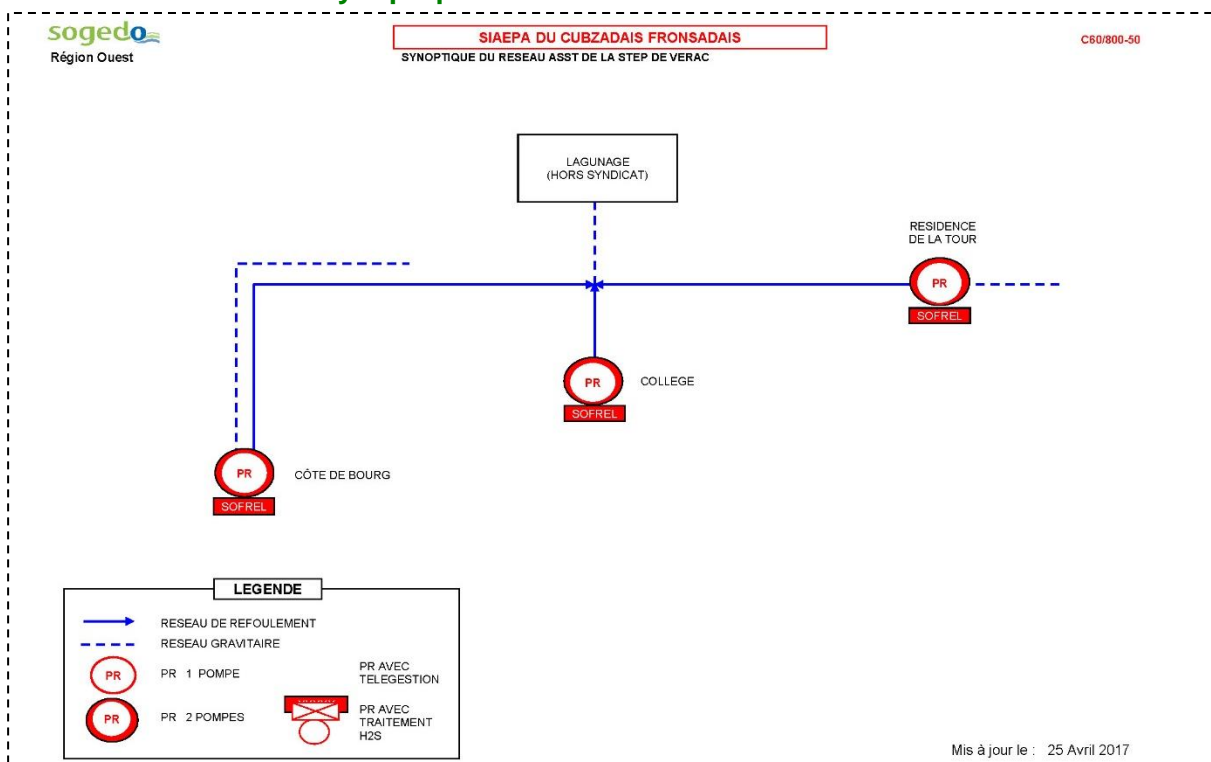 sogedo
Région Ouest
SIAEPA DU CUBZADAIS FRONSADAIS
SYNOPTIQUE DU RESEAU ASST DE LA STEP DE VERAC
C60/800-50
LAGUNAGE
(HORS SYNDICAT)
RESIDENCE
DE LA TOUR
PR
SOFREL
PR
COLLEGE
SOFREL
PR
CÔTE DE BOURG
SOFREL
LEGENDE
RESEAU DE REFOULEMENT
RESEAU GRAVITAIRE
PR
PR 1 POMPE
PR
PR 2 POMPES
PR AVEC
TELEGESTION
PR AVEC
TRAITEMENT
H2S
Mis à jour le : 25 Avril 2017